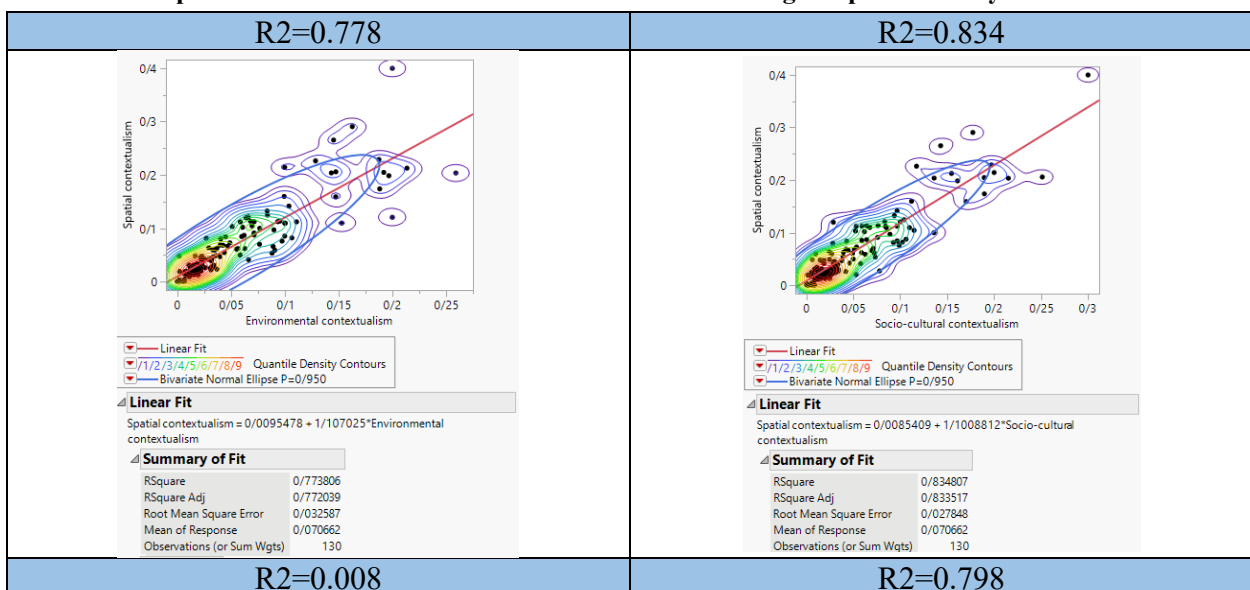 R2=0.778
R2=0.834
0/4
0/3
0/2
0/1
0
Spatial contextualism
0 0/05 0/1 0/15 0/2 0/25
Environmental contextualism
Linear Fit
/1/2/3/4/5/6/7/8/9 Quantile Density Contours
Bivariate Normal Ellipse P=0/950
Linear Fit
Spatial contextualism = 0/0095478 + 1/107025*Environmental
contextualism
Summary of Fit
RSquare 0/773806
RSquare Adj 0/772039
Root Mean Square Error 0/032587
Mean of Response 0/070662
Observations (or Sum Wgts) 130
0/4
0/3
0/2
0/1
0
Spatial contextualism
0 0/05 0/1 0/15 0/2 0/25 0/3
Socio-cultural contextualism
Linear Fit
/1/2/3/4/5/6/7/8/9 Quantile Density Contours
Bivariate Normal Ellipse P=0/950
Linear Fit
Spatial contextualism = 0/0085409 + 1/1008812*Socio-cultural
contextualism
Summary of Fit
RSquare 0/834807
RSquare Adj 0/833517
Root Mean Square Error 0/027848
Mean of Response 0/070662
Observations (or Sum Wgts) 130
R2=0.008
R2=0.798